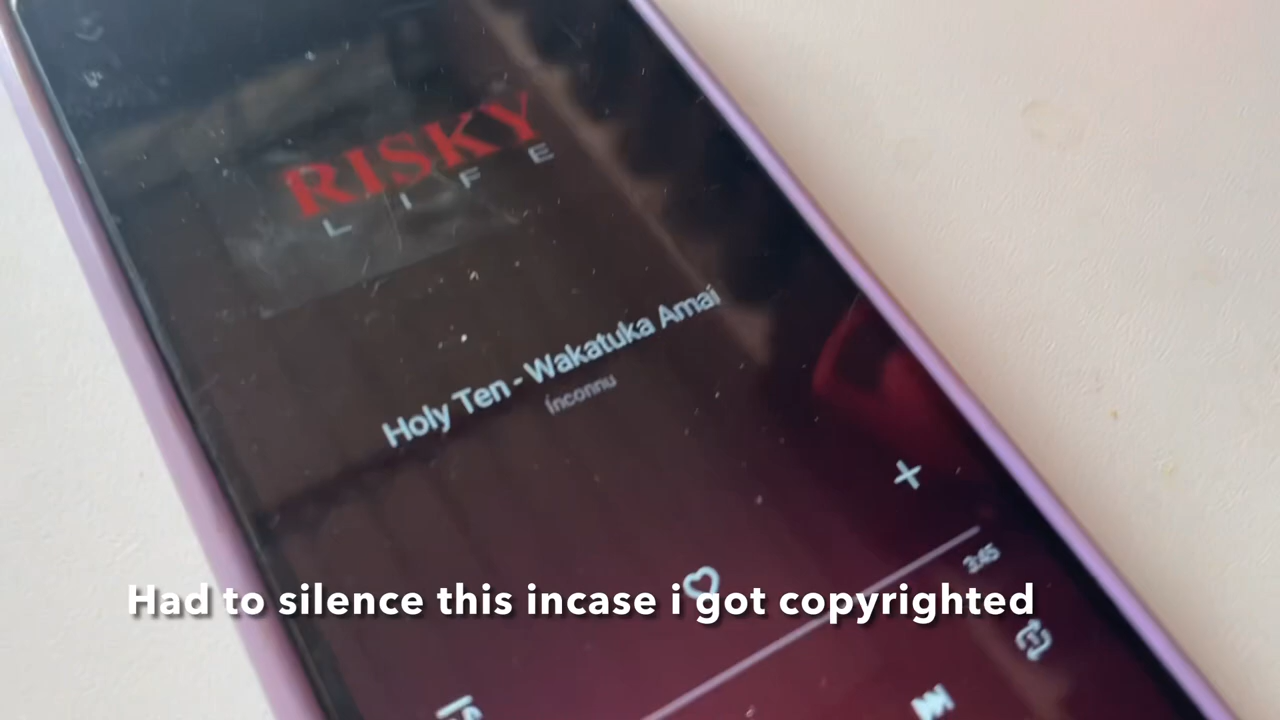 RISKY
LIFE
Holy Ten - Wakatuka Amai
Inconnu
3:45
Had to silence this incase i got copyrighted